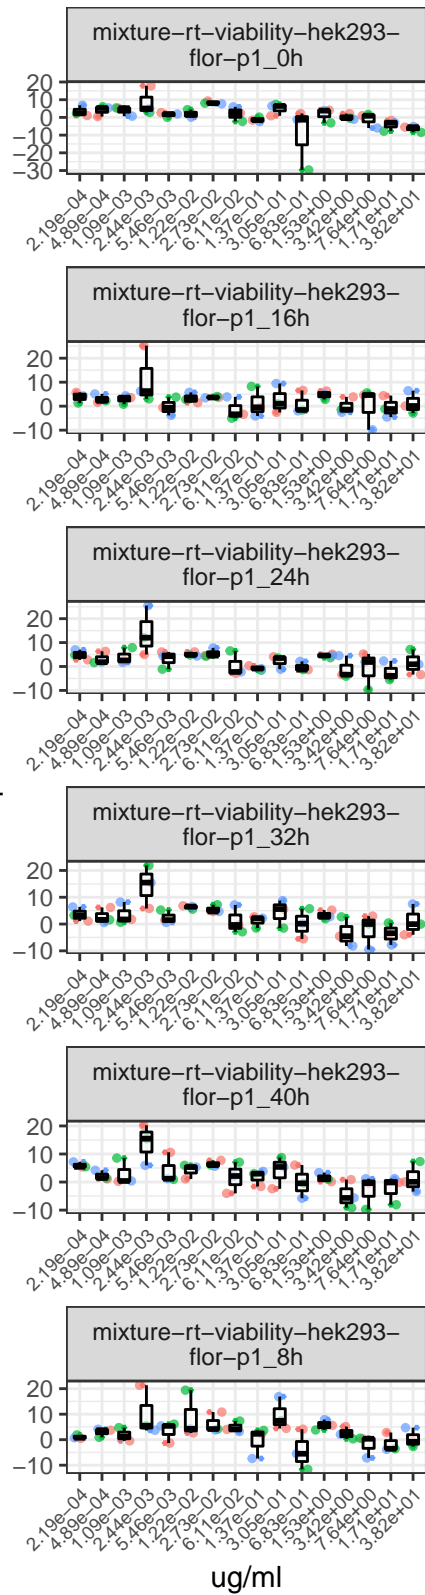 mixture−rt−viability−hek293−
flor−p1_0h
20
10
0
−10
−20
−30
2.19e−04
4.89e−04
1.09e−03
2.44e−03
5.46e−03
1.22e−02
2.73e−02
6.11e−02
1.37e−01
3.05e−01
6.83e−01
1.53e+00
3.42e+00
7.64e+00
1.71e+01
3.82e+01
mixture−rt−viability−hek293−
flor−p1_16h
20
10
0
−10
2.19e−04
4.89e−04
1.09e−03
2.44e−03
5.46e−03
1.22e−02
2.73e−02
6.11e−02
1.37e−01
3.05e−01
6.83e−01
1.53e+00
3.42e+00
7.64e+00
1.71e+01
3.82e+01
mixture−rt−viability−hek293−
flor−p1_24h
20
10
0
−10
2.19e−04
4.89e−04
1.09e−03
2.44e−03
5.46e−03
1.22e−02
2.73e−02
6.11e−02
1.37e−01
3.05e−01
6.83e−01
1.53e+00
3.42e+00
7.64e+00
1.71e+01
3.82e+01
mixture−rt−viability−hek293−
flor−p1_32h
20
10
0
−10
2.19e−04
4.89e−04
1.09e−03
2.44e−03
5.46e−03
1.22e−02
2.73e−02
6.11e−02
1.37e−01
3.05e−01
6.83e−01
1.53e+00
3.42e+00
7.64e+00
1.71e+01
3.82e+01
mixture−rt−viability−hek293−
flor−p1_40h
20
10
0
−10
2.19e−04
4.89e−04
1.09e−03
2.44e−03
5.46e−03
1.22e−02
2.73e−02
6.11e−02
1.37e−01
3.05e−01
6.83e−01
1.53e+00
3.42e+00
7.64e+00
1.71e+01
3.82e+01
mixture−rt−viability−hek293−
flor−p1_8h
20
10
0
−10
2.19e−04
4.89e−04
1.09e−03
2.44e−03
5.46e−03
1.22e−02
2.73e−02
6.11e−02
1.37e−01
3.05e−01
6.83e−01
1.53e+00
3.42e+00
7.64e+00
1.71e+01
3.82e+01
ug/ml